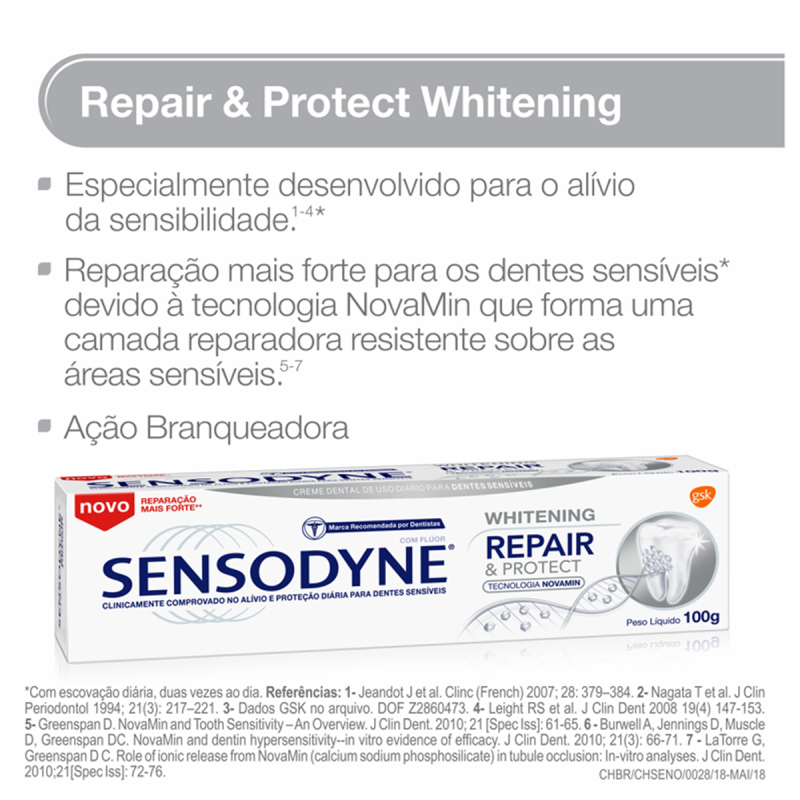 Repair & Protect Whitening
Especialmente desenvolvido para o alívio
da sensibilidade.1-4*
Reparação mais forte para os dentes sensíveis*
devido à tecnologia NovaMin que forma uma
camada reparadora resistente sobre as
áreas sensíveis.5-7
Ação Branqueadora
novo
SENSODYNE
REPAIR
100g
CREME DENTAL DE USO DIÁRIO PARA DENTES SENSÍVEIS
novo
REPARAÇÃO
MAIS FORTE**
Marca Recomendada por Dentistas
COM FLÚOR
SENSODYNE®
CLINICAMENTE COMPROVADO NO ALÍVIO E PROTEÇÃO DIÁRIA PARA DENTES SENSÍVEIS
gsk
WHITENING
REPAIR
& PROTECT
TECNOLOGIA NOVAMIN
Peso Líquido 100g
*Com escovação diária, duas vezes ao dia. Referências: 1- Jeandot J et al. Clinc (French) 2007; 28: 379–384. 2- Nagata T et al. J Clin
Periodontol 1994; 21(3): 217–221. 3- Dados GSK no arquivo. DOF Z2860473. 4- Leight RS et al. J Clin Dent 2008 19(4) 147-153.
5- Greenspan D. NovaMin and Tooth Sensitivity – An Overview. J Clin Dent. 2010; 21 [Spec Iss]: 61-65. 6 - Burwell A, Jennings D, Muscle
D, Greenspan DC. NovaMin and dentin hypersensitivity--in vitro evidence of efficacy. J Clin Dent. 2010; 21(3): 66-71. 7 - LaTorre G,
Greenspan D C. Role of ionic release from NovaMin (calcium sodium phosphosilicate) in tubule occlusion: In-vitro analyses. J Clin Dent.
2010;21[Spec Iss]: 72-76.
CHBR/CHSENO/0028/18-MAI/18